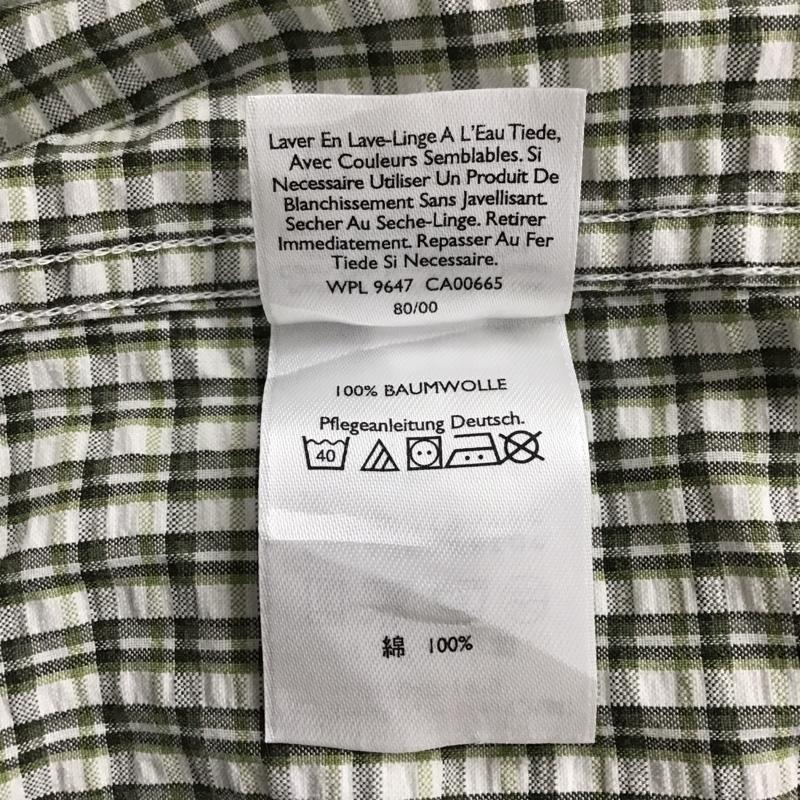 Laver En Lave-Linge A L'Eau Tiede,
Avec Couleurs Semblables. Si
Necessaire Utiliser Un Produit De
Blanchissement Sans Javellisant.
Secher Au Seche-Linge. Retirer
Immediatement. Repasser Au Fer
Tiede Si Necessaire.
WPL 9647 CA00665
80/00
100% BAUMWOLLE
Pflegeanleitung Deutsch.
40
綿 100%